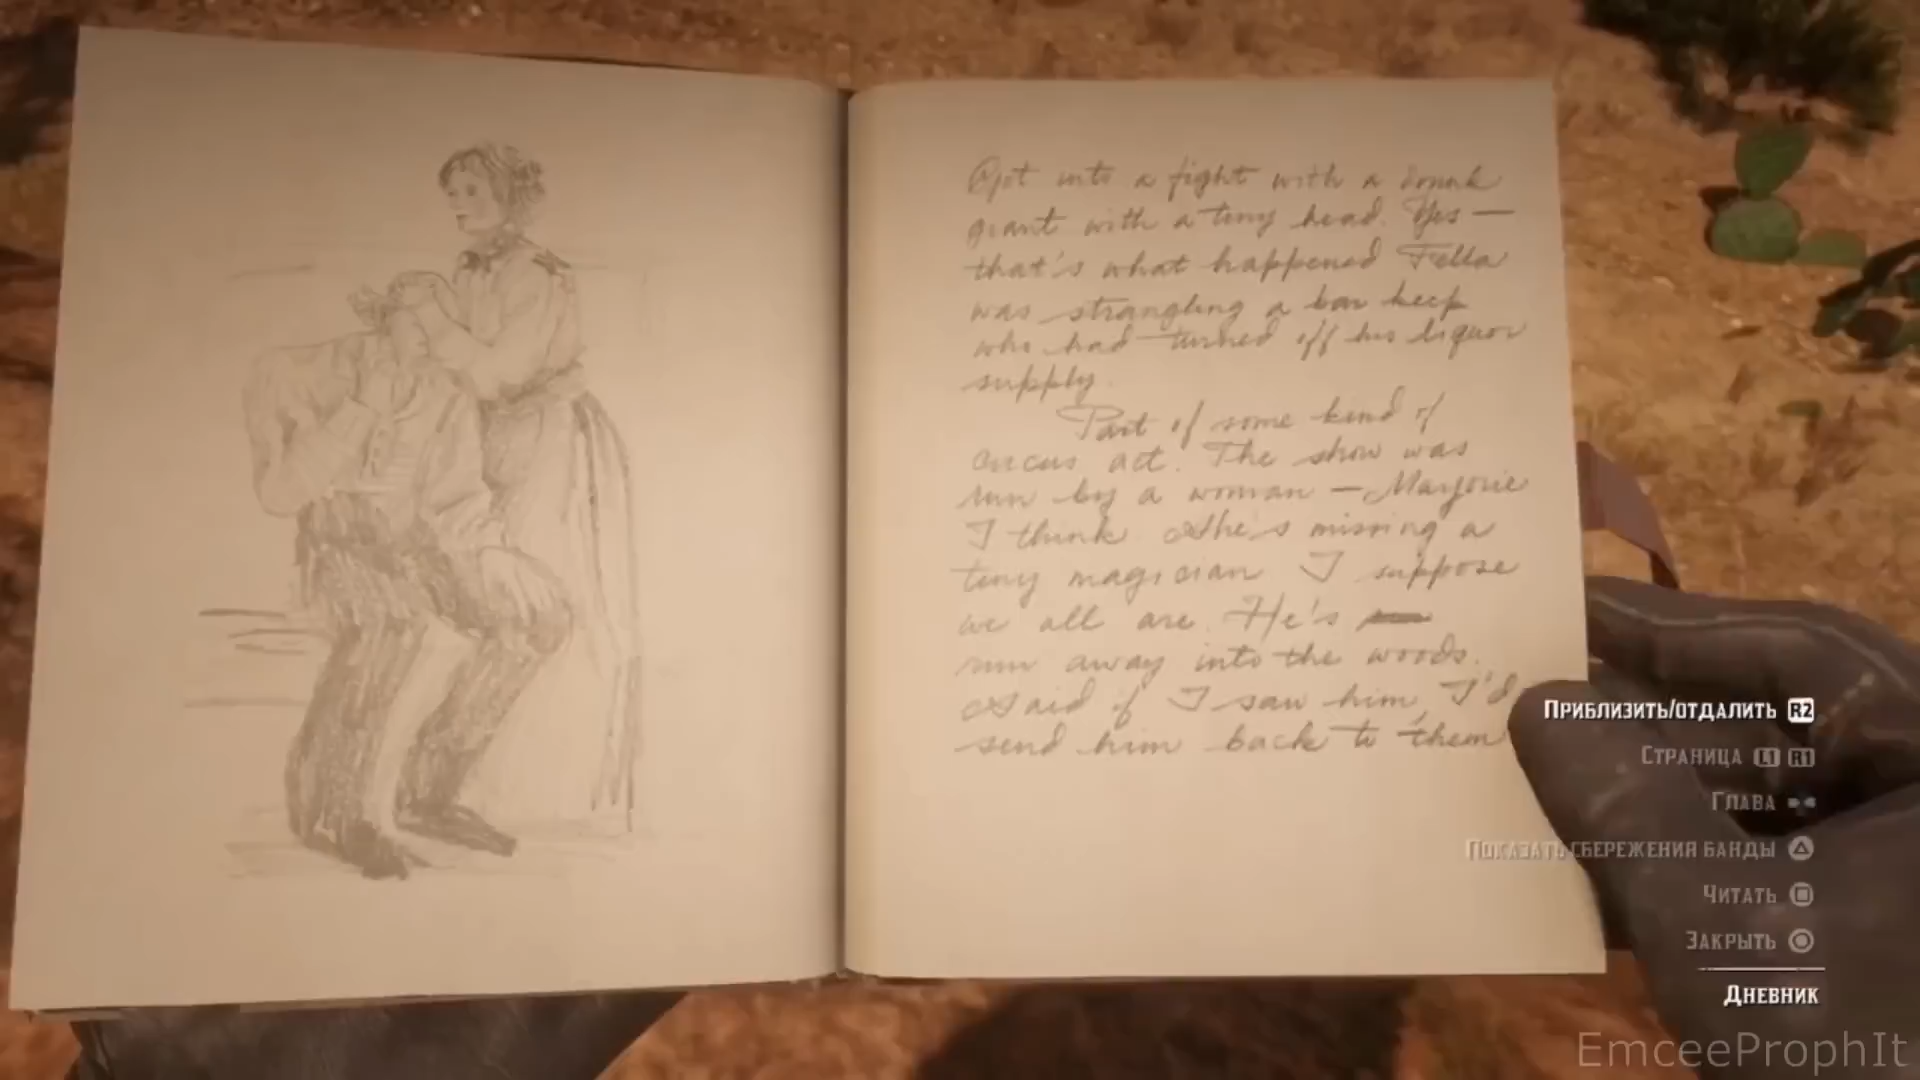 Got into a fight with a drunk
giant with a tiny head. Yes —
that's what happened Fella
was strangling a bar keep
who had turned off his liquor
supply.
Part of some kind of
circus act. The show was
run by a woman — Marjorie
I think. She's missing a
tiny magician I suppose
we all are. He's
run away into the woods.
Said if I saw him, I'd
send him back to them
Приблизить/отдалить R2
Страница L1 R1
Глава
Показать сбережения банды
Читать
Закрыть
Дневник
EmceeProphIt